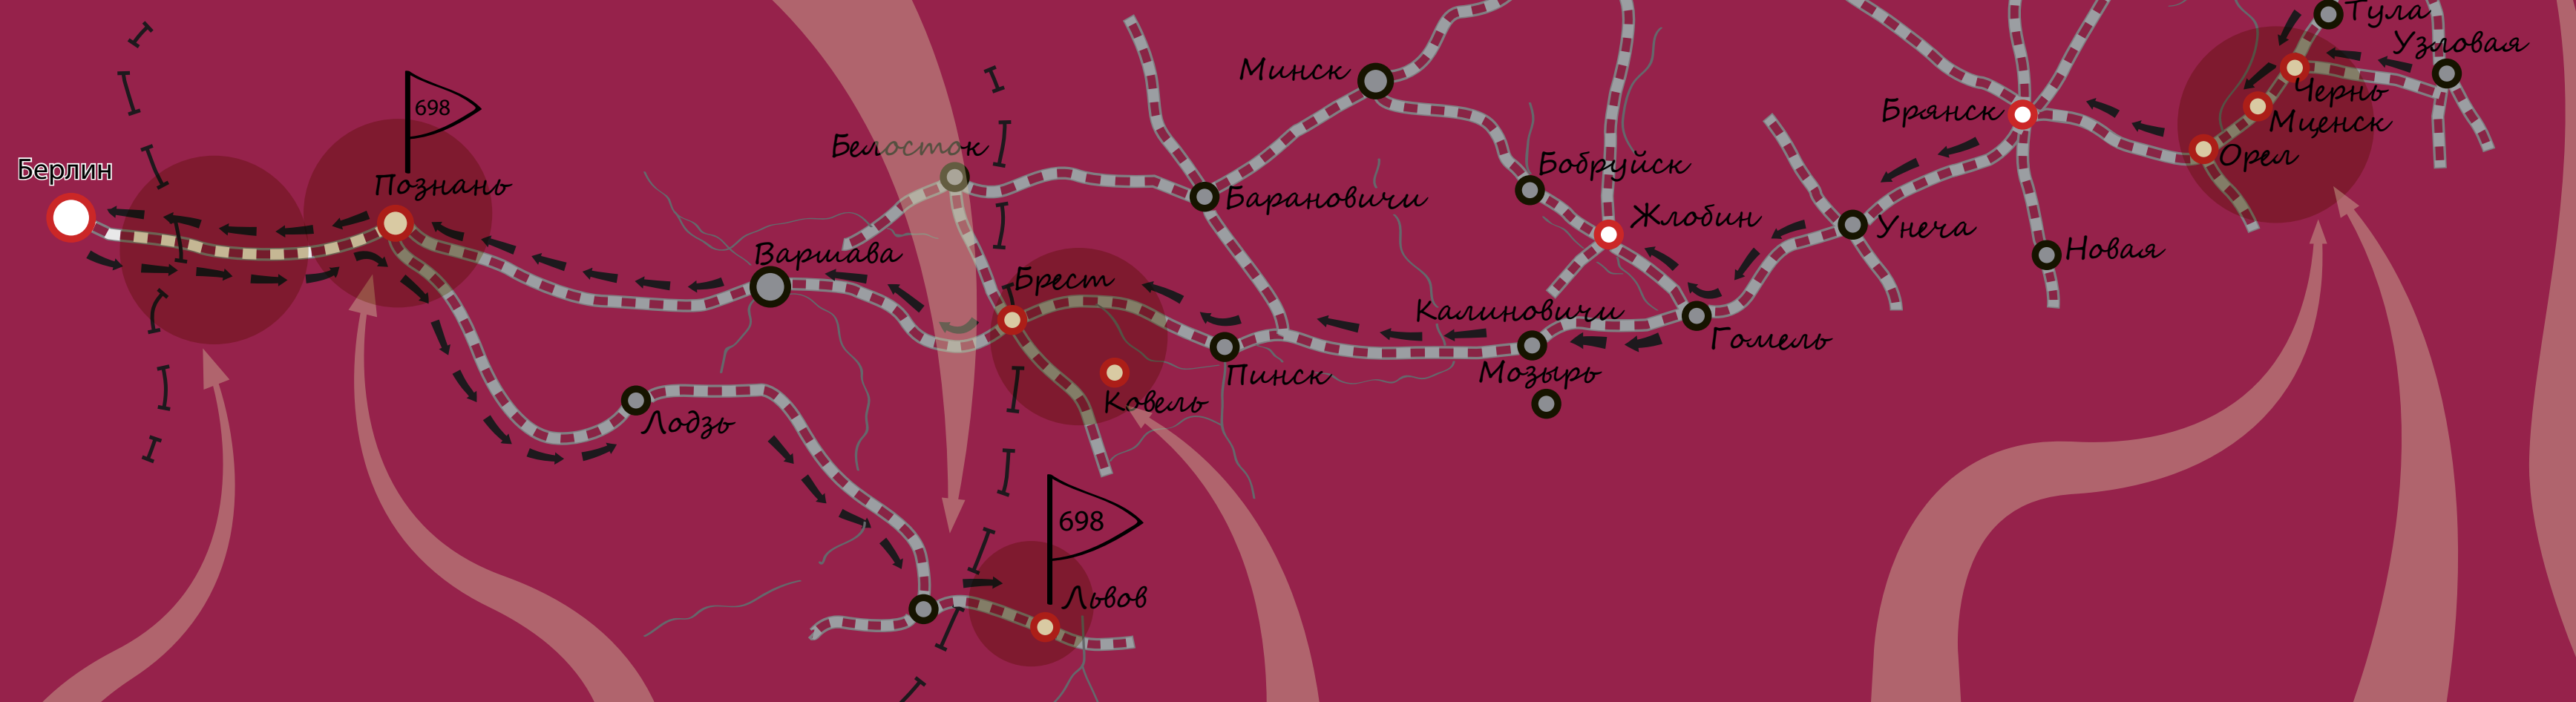 Тула
Узловая
Минск
Чернь
698
Брянск
Мценск
Белосток
Орел
Берлин
Бобруйск
Познань
Барановичи
Жлобин
Унеча
Новая
Варшава
Брест
Калиновичи
Гомель
Пинск
Мозырь
Ковель
Лодзь
698
Львов